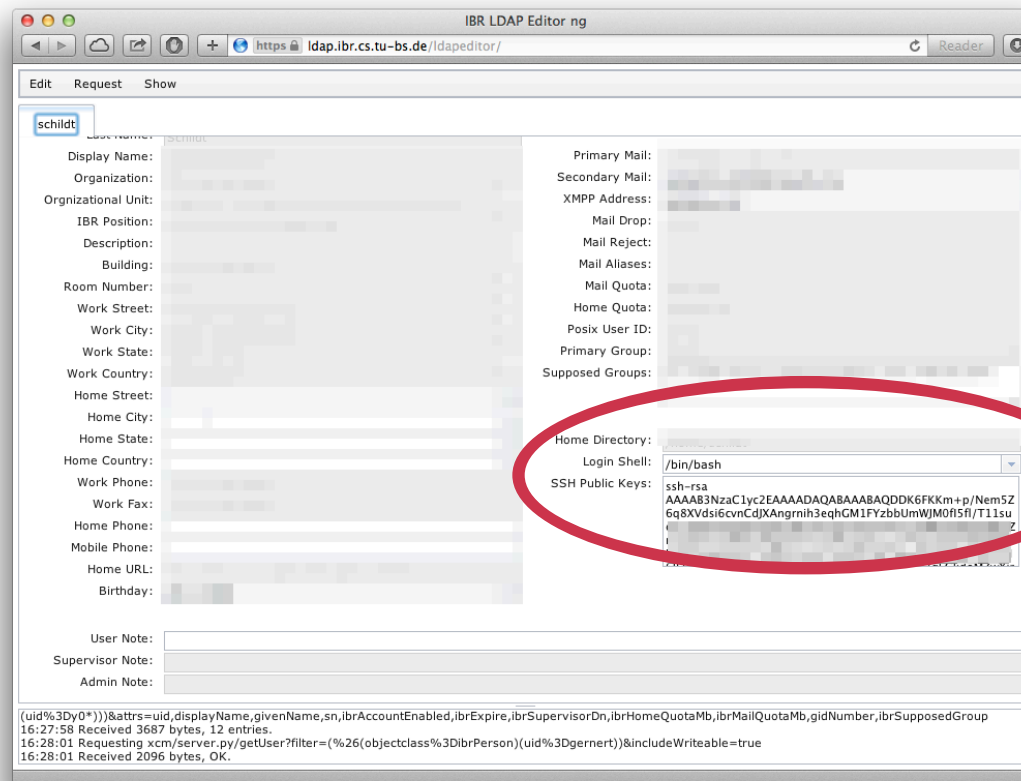 IBR LDAP Editor ng
https ldap.ibr.cs.tu-bs.de/ldapeditor/
Reader
Edit Request Show
schildt
Last Name: Schildt
Display Name:
Organization:
Orgnizational Unit:
IBR Position:
Description:
Building:
Room Number:
Work Street:
Work City:
Work State:
Work Country:
Home Street:
Home City:
Home State:
Home Country:
Work Phone:
Work Fax:
Home Phone:
Mobile Phone:
Home URL:
Birthday:
Primary Mail:
Secondary Mail:
XMPP Address:
Mail Drop:
Mail Reject:
Mail Aliases:
Mail Quota:
Home Quota:
Posix User ID:
Primary Group:
Supposed Groups:
Home Directory:
Login Shell: /bin/bash
SSH Public Keys: ssh-rsa
AAAAB3NzaC1yc2EAAAADAQABAAABAQDDK6FKKm+p/Nem5Z
6q8XVdsi6cvnCdJXAngrnih3eqhGM1FYzbbUmWJM0fl5fl/T11su
User Note:
Supervisor Note:
Admin Note:
(uid%3Dy0*)))&attrs=uid,displayName,givenName,sn,ibrAccountEnabled,ibrExpire,ibrSupervisorDn,ibrHomeQuotaMb,ibrMailQuotaMb,gidNumber,ibrSupposedGroup
16:27:58 Received 3687 bytes, 12 entries.
16:28:01 Requesting xcm/server.py/getUser?filter=(%26(objectclass%3DibrPerson)(uid%3Dgernert))&includeWriteable=true
16:28:01 Received 2096 bytes, OK.